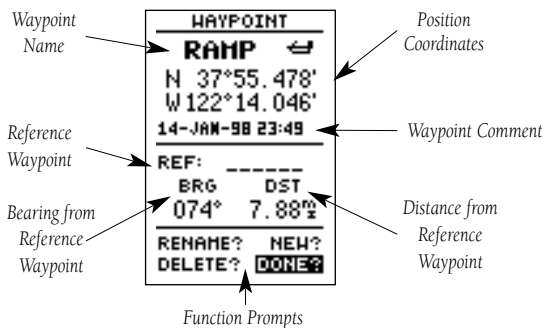 WAYPOINT
Waypoint
Name
RAMP
Position
Coordinates
N 37°55.478'
W 122°14.046'
14-JAN-98 23:49
Waypoint Comment
Reference
Waypoint
REF: ______
BRG DST
074° 7.88
Bearing from
Reference
Waypoint
Distance from
Reference
Waypoint
RENAME? NEW?
DELETE? DONE?
Function Prompts